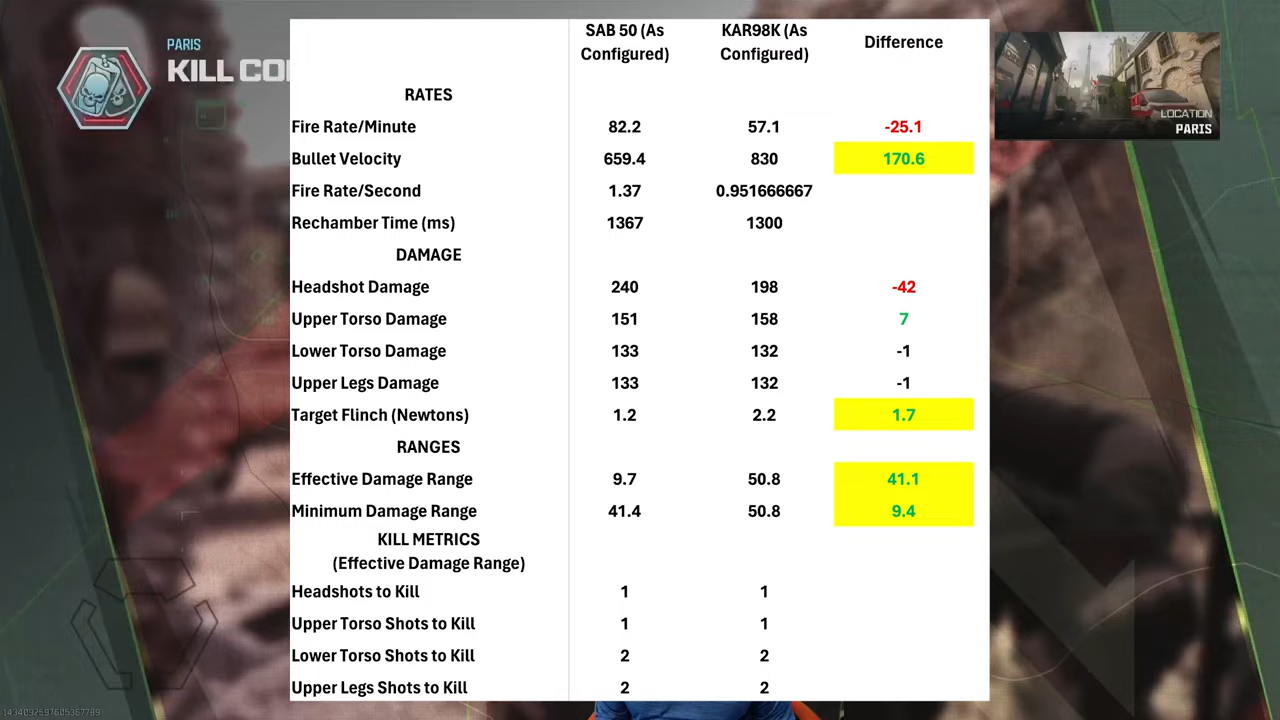 PARIS
KILL CO
SAB 50 (As Configured) KAR98K (As Configured) Difference
RATES
Fire Rate/Minute 82.2 57.1 -25.1
Bullet Velocity 659.4 830 170.6
Fire Rate/Second 1.37 0.951666667
Rechamber Time (ms) 1367 1300
DAMAGE
Headshot Damage 240 198 -42
Upper Torso Damage 151 158 7
Lower Torso Damage 133 132 -1
Upper Legs Damage 133 132 -1
Target Flinch (Newtons) 1.2 2.2 1.7
RANGES
Effective Damage Range 9.7 50.8 41.1
Minimum Damage Range 41.4 50.8 9.4
KILL METRICS
(Effective Damage Range)
Headshots to Kill 1 1
Upper Torso Shots to Kill 1 1
Lower Torso Shots to Kill 2 2
Upper Legs Shots to Kill 2 2
LOCATION
PARIS